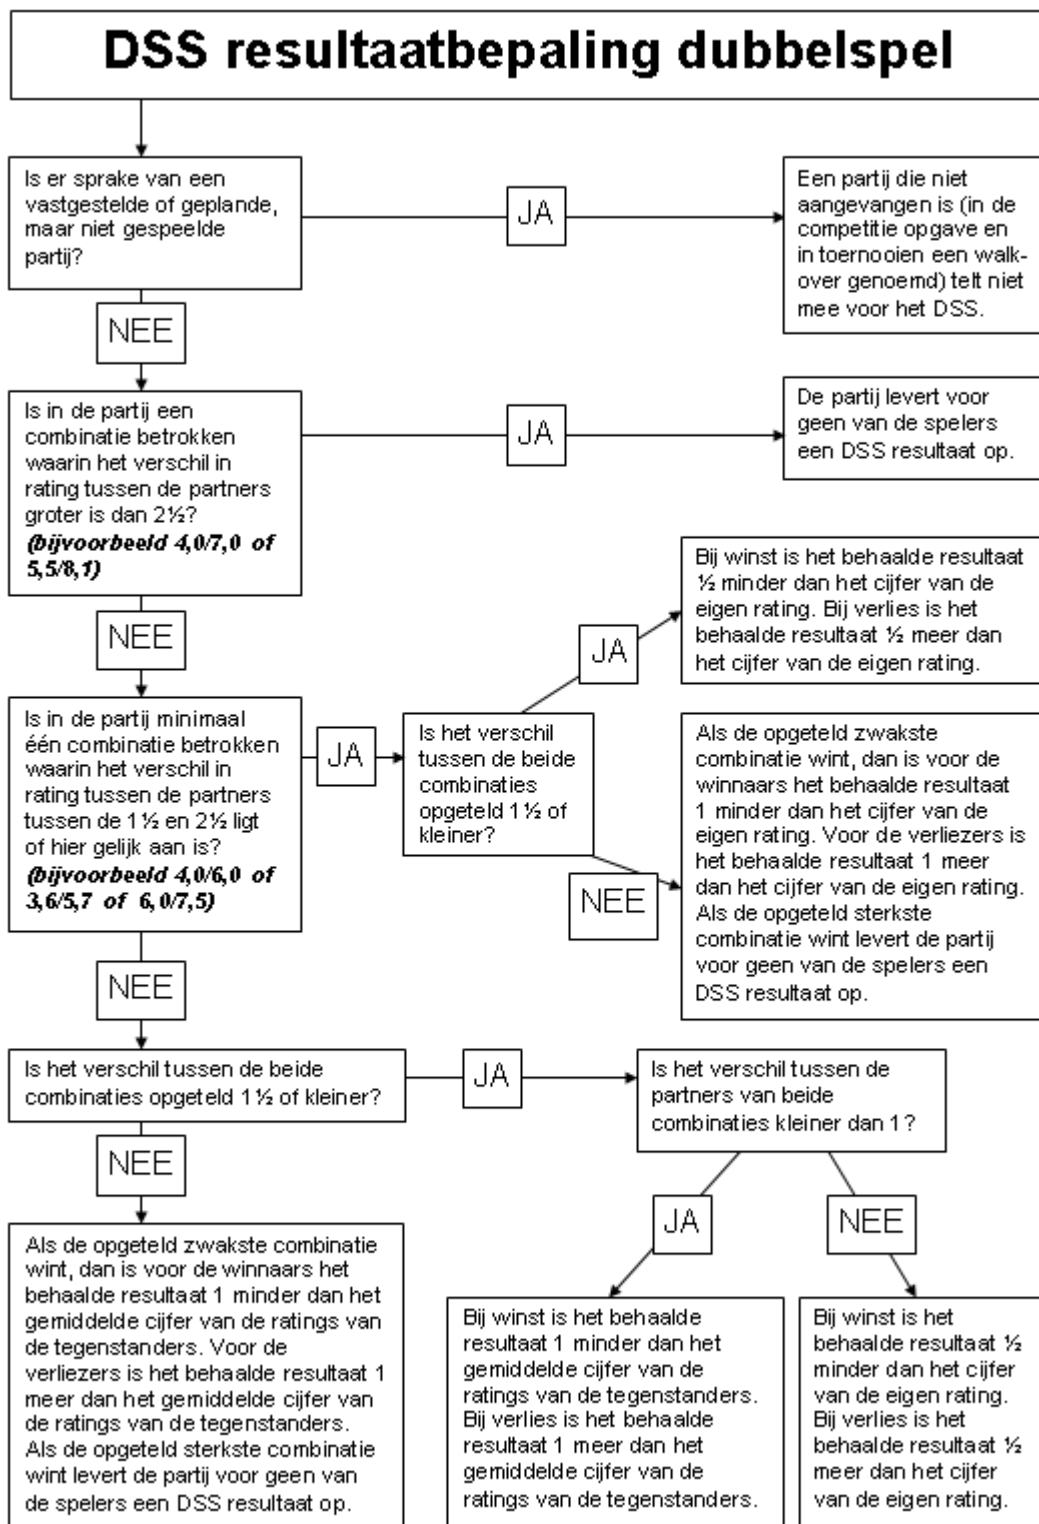 DSS resultaatbepaling dubbelspel
Is er sprake van een
vastgestelde of geplande,
maar niet gespeelde
partij?
JA
Een partij die niet
aangevangen is (in de
competitie opgave en
in toernooien een walk-
over genoemd) telt niet
mee voor het DSS.
NEE
Is in de partij een
combinatie betrokken
waarin het verschil in
rating tussen de partners
groter is dan 2½?
(bijvoorbeeld 4,0/7,0 of
5,5/8,1)
JA
De partij levert voor
geen van de spelers
een DSS resultaat op.
NEE
Is in de partij minimaal
één combinatie betrokken
waarin het verschil in
rating tussen de partners
tussen de 1½ en 2½ ligt
of hier gelijk aan is?
(bijvoorbeeld 4,0/6,0 of
3,6/5,7 of 6,0/7,5)
JA
Is het verschil
tussen de beide
combinaties
opgeteld 1½ of
kleiner?
JA
Bij winst is het behaalde resultaat
½ minder dan het cijfer van de
eigen rating. Bij verlies is het
behaalde resultaat ½ meer dan
het cijfer van de eigen rating.
NEE
Als de opgeteld zwakste
combinatie wint, dan is voor de
winnaars het behaalde resultaat
1 minder dan het cijfer van de
eigen rating. Voor de verliezers is
het behaalde resultaat 1 meer
dan het cijfer van de eigen rating.
Als de opgeteld sterkste
combinatie wint levert de partij
voor geen van de spelers een
DSS resultaat op.
NEE
Is het verschil tussen de beide
combinaties opgeteld 1½ of kleiner?
JA
Is het verschil tussen de
partners van beide
combinaties kleiner dan 1?
NEE
Als de opgeteld zwakste combinatie
wint, dan is voor de winnaars het
behaalde resultaat 1 minder dan het
gemiddelde cijfer van de ratings van
de tegenstanders. Voor de
verliezers is het behaalde resultaat 1
meer dan het gemiddelde cijfer van
de ratings van de tegenstanders.
Als de opgeteld sterkste combinatie
wint levert de partij voor geen van
de spelers een DSS resultaat op.
JA
Bij winst is het behaalde
resultaat 1 minder dan het
gemiddelde cijfer van de
ratings van de tegenstanders.
Bij verlies is het behaalde
resultaat 1 meer dan het
gemiddelde cijfer van de
ratings van de tegenstanders.
NEE
Bij winst is het
behaalde resultaat ½
minder dan het cijfer
van de eigen rating.
Bij verlies is het
behaalde resultaat ½
meer dan het cijfer
van de eigen rating.